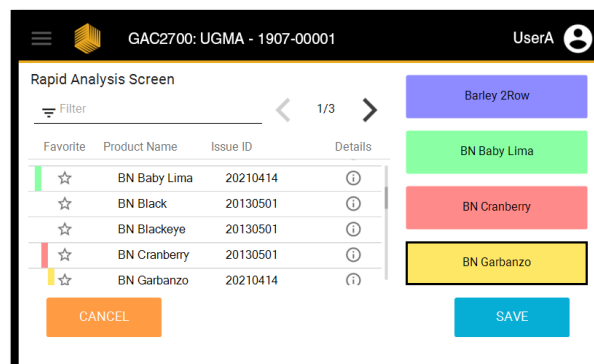 GAC2700: UGMA - 1907-00001
UserA
Rapid Analysis Screen
Filter
1/3
Favorite Product Name Issue ID Details
BN Baby Lima 20210414
BN Black 20130501
BN Blackeye 20130501
BN Cranberry 20130501
BN Garbanzo 20210414
Barley 2Row
BN Baby Lima
BN Cranberry
BN Garbanzo
CANCEL
SAVE